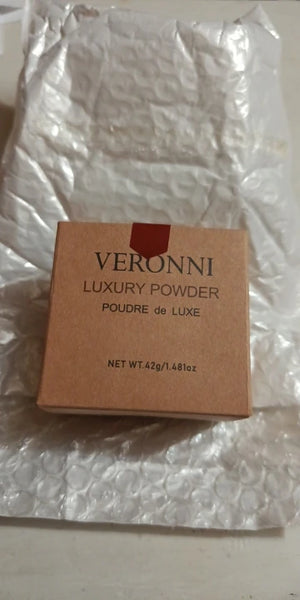 VERONNI
LUXURY POWDER
POUDRE de LUXE
NET WT.42g/1.481oz